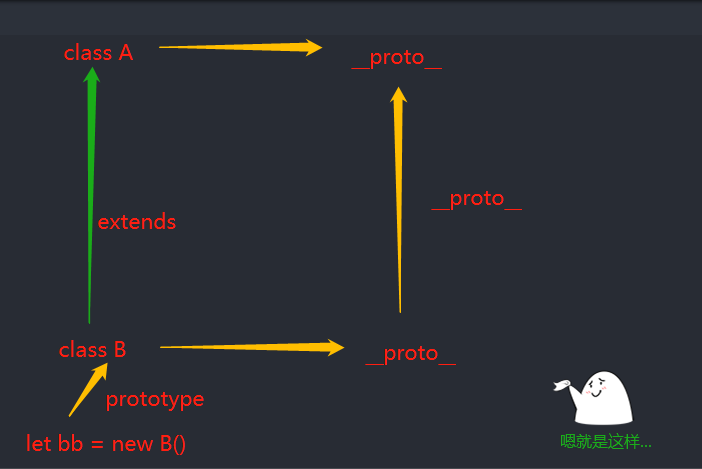 class A
__proto__
__proto__
extends
class B
__proto__
prototype
let bb = new B()
嗯就是这样...